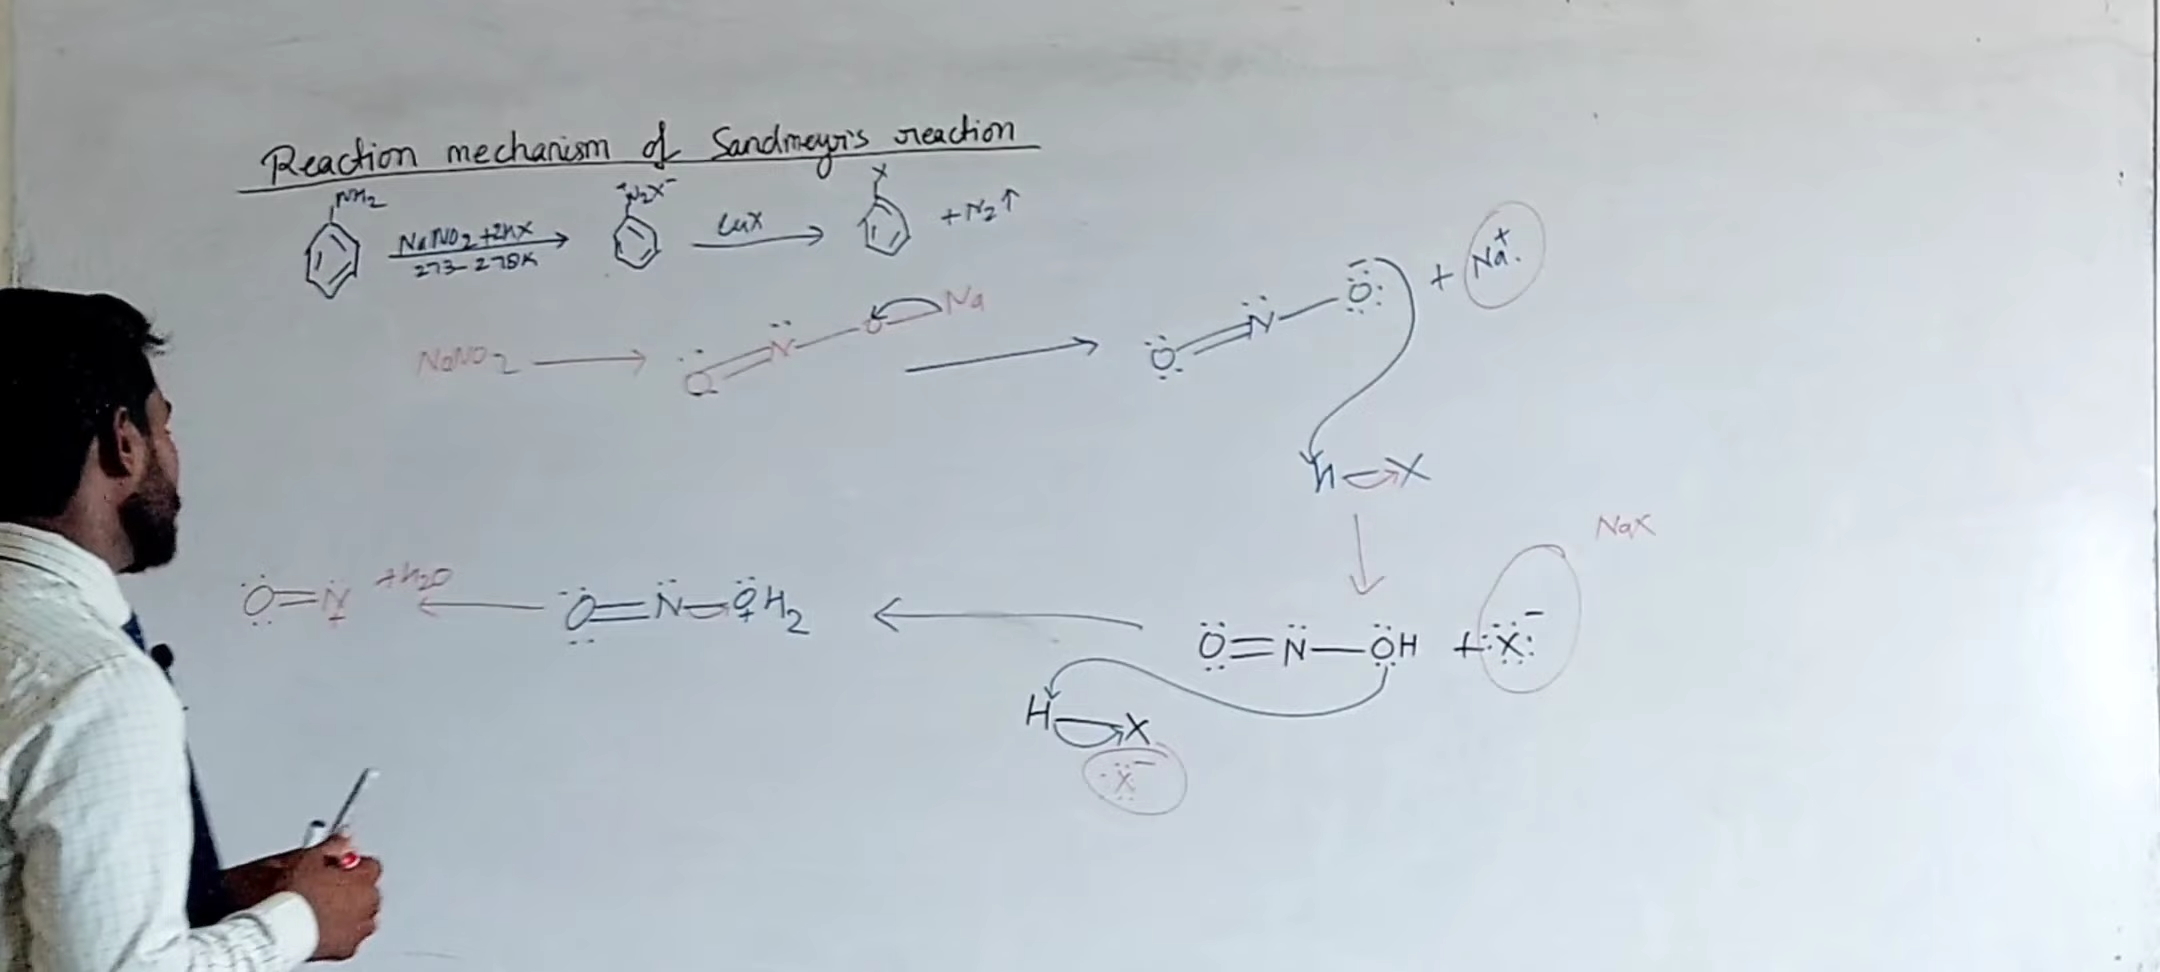 Reaction mechanism of Sandmeyr's reaction
NH2 NaNO2 +2HX 273-278K N2X- CuX X + N2↑
NaNO2 → O=N-O-Na → O=N-O- + Na+
H-X
NaX
O=N-OH + X-
O=N-OH2+
O=N+ +H2O
H-X
X-